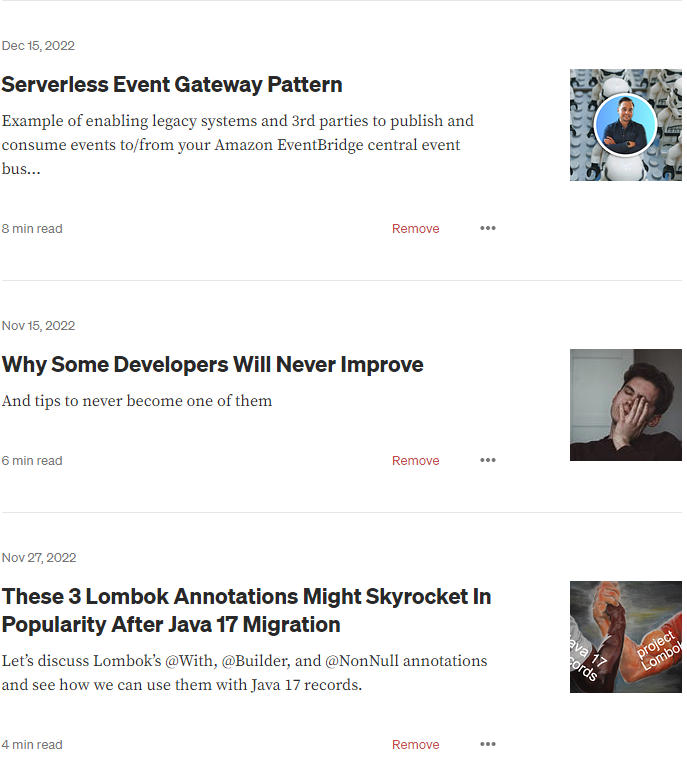 Dec 15, 2022
Serverless Event Gateway Pattern
Example of enabling legacy systems and 3rd parties to publish and
consume events to/from your Amazon EventBridge central event
bus…
8 min read
Remove
Nov 15, 2022
Why Some Developers Will Never Improve
And tips to never become one of them
6 min read
Remove
Nov 27, 2022
These 3 Lombok Annotations Might Skyrocket In
Popularity After Java 17 Migration
Let’s discuss Lombok’s @With, @Builder, and @NonNull annotations
and see how we can use them with Java 17 records.
ava 17
cords
project
Lombok
4 min read
Remove